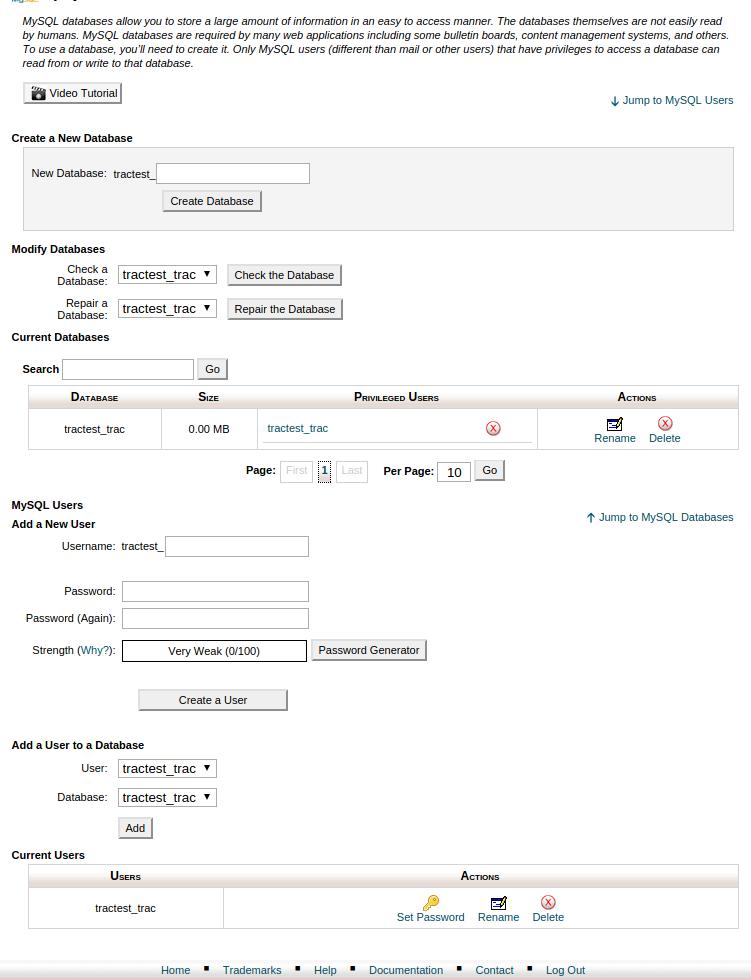 MySQL databases allow you to store a large amount of information in an easy to access manner. The databases themselves are not easily read
by humans. MySQL databases are required by many web applications including some bulletin boards, content management systems, and others.
To use a database, you'll need to create it. Only MySQL users (different than mail or other users) that have privileges to access a database can
read from or write to that database.
Video Tutorial
Jump to MySQL Users
Create a New Database
New Database: tractest_
Create Database
Modify Databases
Check a
Database: tractest_trac Check the Database
Repair a
Database: tractest_trac Repair the Database
Current Databases
Search Go
Database Size Privileged Users Actions
tractest_trac 0.00 MB tractest_trac Rename Delete
Page: First 1 Last Per Page: 10 Go
MySQL Users
Jump to MySQL Databases
Add a New User
Username: tractest_
Password:
Password (Again):
Strength (Why?): Very Weak (0/100) Password Generator
Create a User
Add a User to a Database
User: tractest_trac
Database: tractest_trac
Add
Current Users
Users Actions
tractest_trac Set Password Rename Delete
Home Trademarks Help Documentation Contact Log Out